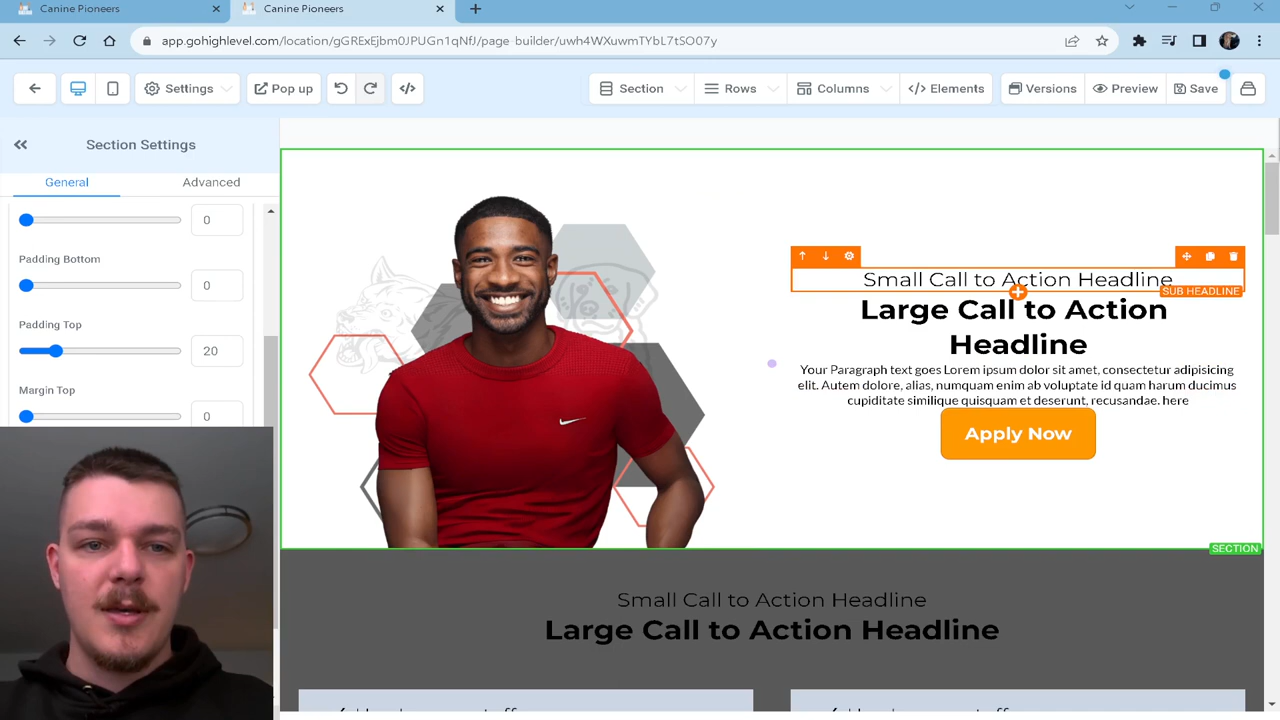 Canine Pioneers
Canine Pioneers
app.gohighlevel.com/location/gGRExEjbm0JPUGn1qNfJ/page-builder/uwh4WXuwmTYbL7tSO07y
Settings
Pop up
Section
Rows
Columns
Elements
Versions
Preview
Save
Section Settings
General
Advanced
0
Padding Bottom
0
Padding Top
20
Margin Top
0
Small Call to Action Headline
SUB HEADLINE
Large Call to Action
Headline
Your Paragraph text goes Lorem ipsum dolor sit amet, consectetur adipisicing
elit. Autem dolore, alias, numquam enim ab voluptate id quam harum ducimus
cupiditate similique quisquam et deserunt, recusandae. here
Apply Now
SECTION
Small Call to Action Headline
Large Call to Action Headline